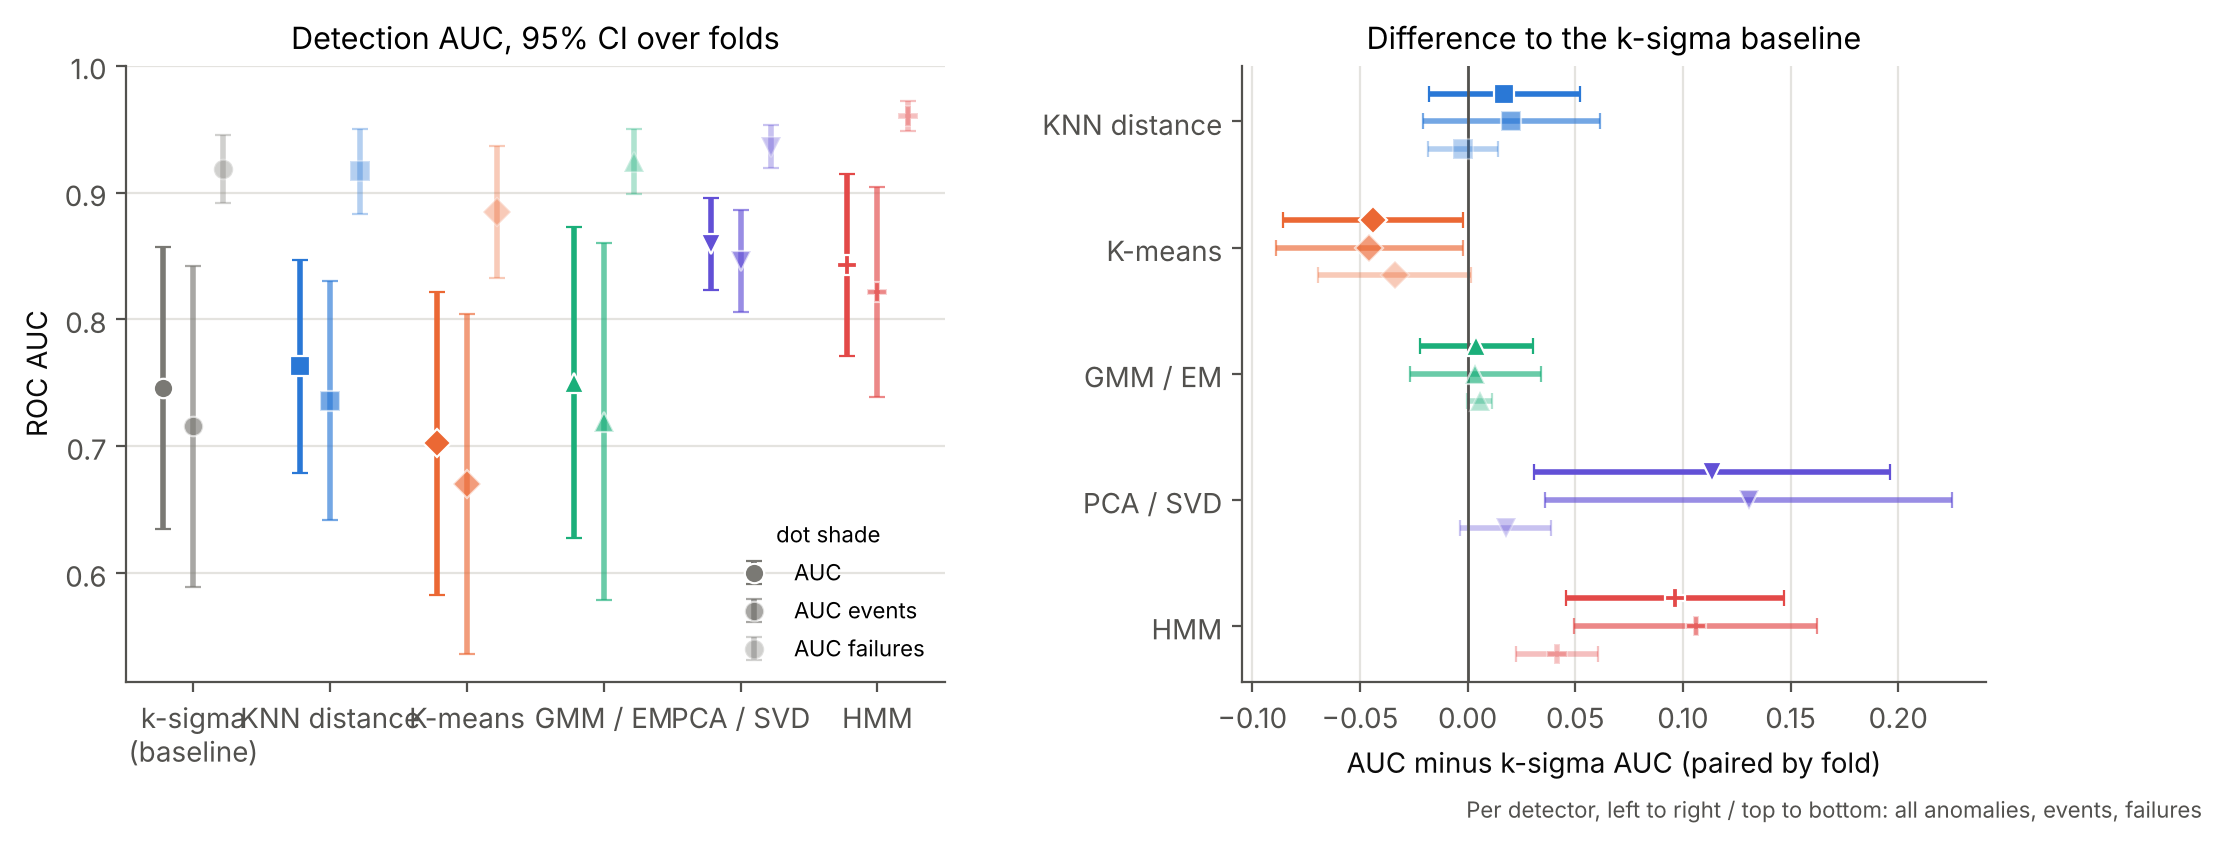 Detection AUC, 95% CI over folds
1.0
0.9
0.8
0.7
0.6
ROC AUC
dot shade
AUC
AUC events
AUC failures
k-sigma
(baseline)
KNN distance
K-means
GMM / EM
PCA / SVD
HMM
Difference to the k-sigma baseline
KNN distance
K-means
GMM / EM
PCA / SVD
HMM
−0.10 −0.05 0.00 0.05 0.10 0.15 0.20
AUC minus k-sigma AUC (paired by fold)
Per detector, left to right / top to bottom: all anomalies, events, failures